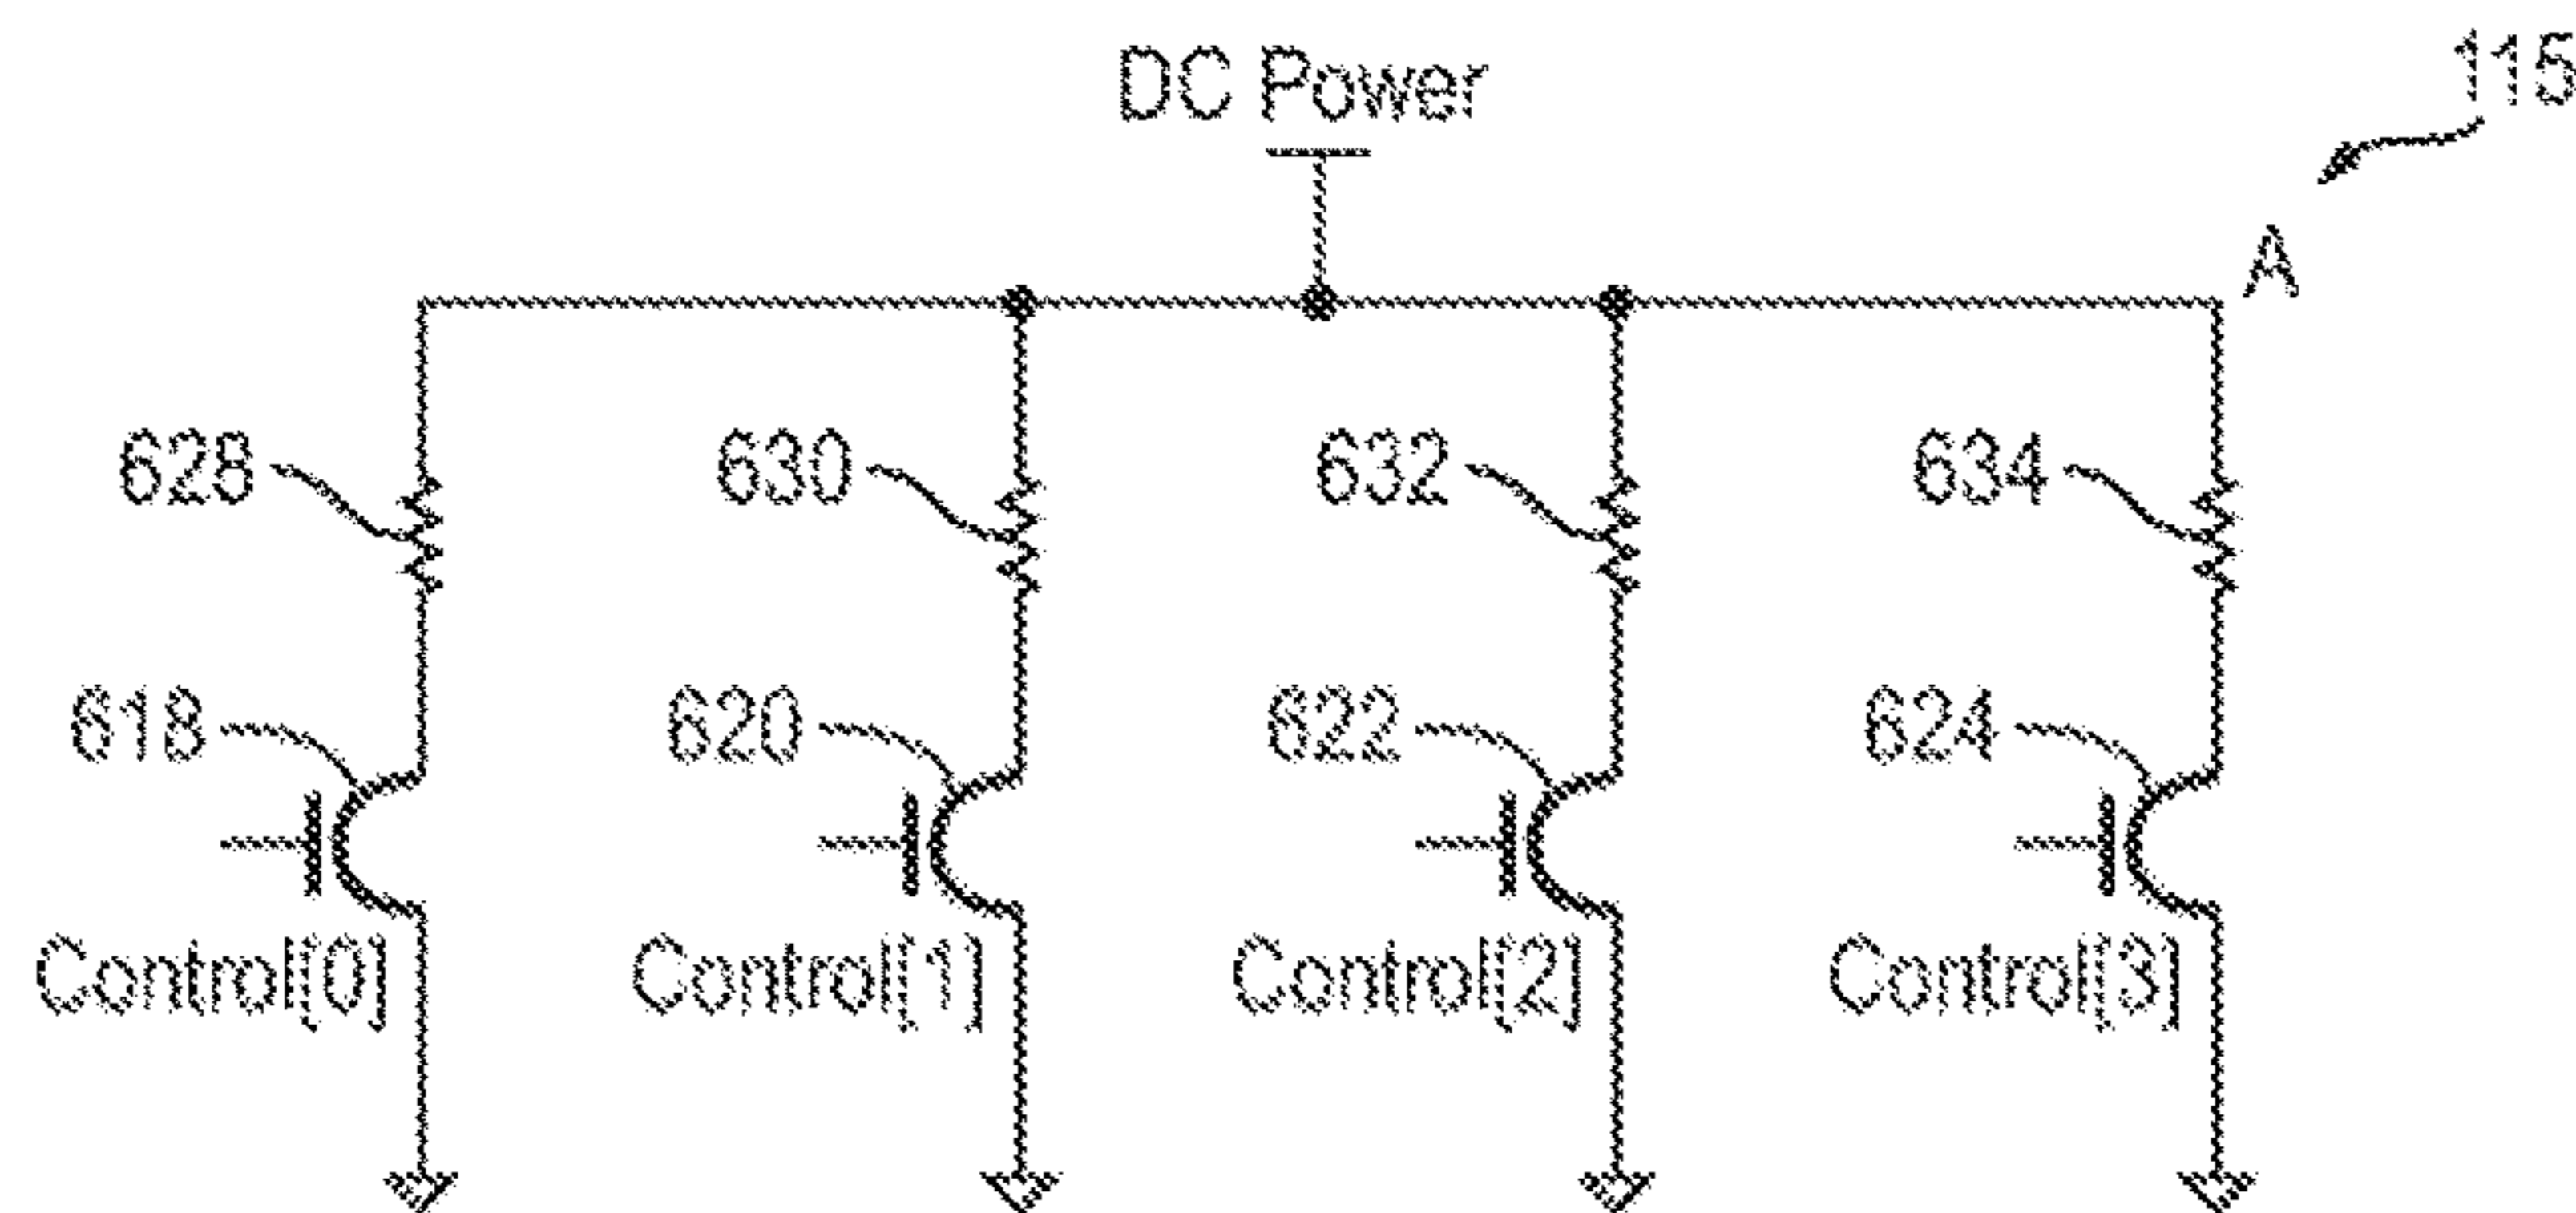 DC Power
115
A
628
630
632
634
618
620
622
624
Control[0]
Control[1]
Control[2]
Control[3]